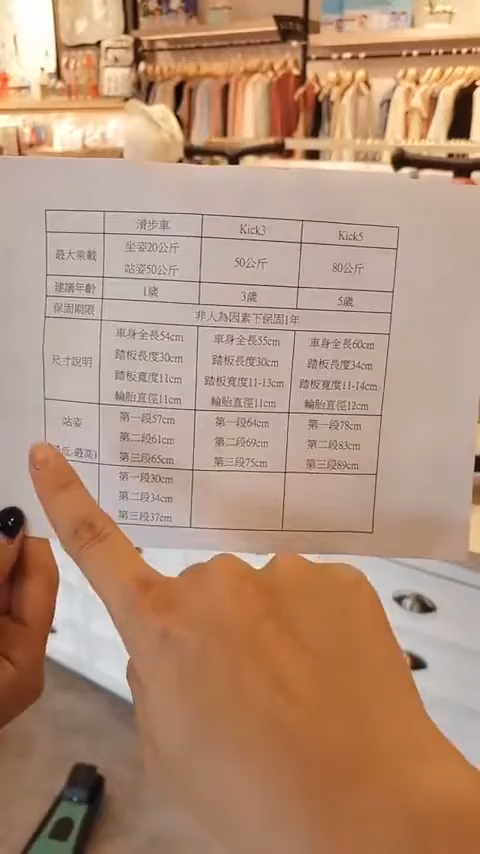 滑步車 Kick3 Kick5
最大乘載 坐姿20公斤 站姿50公斤 50公斤 80公斤
建議年齡 1歲 3歲 5歲
保固期限 非人為因素下保固1年
尺寸說明
車身全長54cm 車身全長55cm 車身全長60cm
踏板長度30cm 踏板長度30cm 踏板長度34cm
踏板寬度11cm 踏板寬度11-13cm 踏板寬度11-14cm
輪胎直徑11cm 輪胎直徑11cm 輪胎直徑12cm
站姿 第一段57cm 第一段64cm 第一段78cm
第二段61cm 第二段69cm 第二段83cm
低-最高) 第三段65cm 第三段75cm 第三段89cm
第一段30cm
第二段34cm
第三段37cm